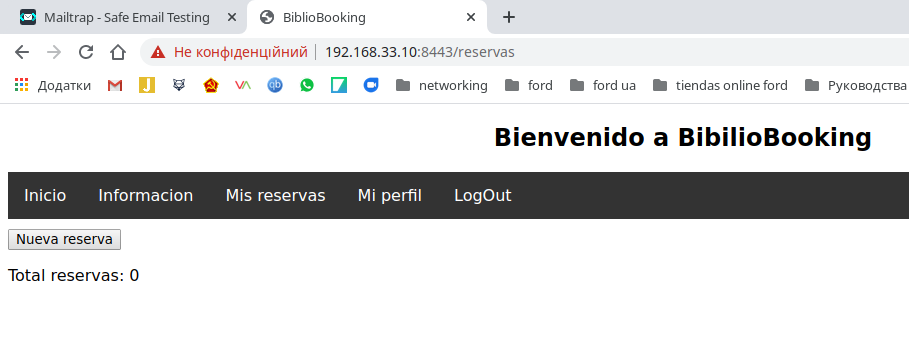 Mailtrap - Safe Email Testing
BiblioBooking
Не конфіденційний 192.168.33.10:8443/reservas
Додатки networking ford ford ua tiendas online ford Руководства
Bienvenido a BibilioBooking
Inicio Informacion Mis reservas Mi perfil LogOut
Nueva reserva
Total reservas: 0